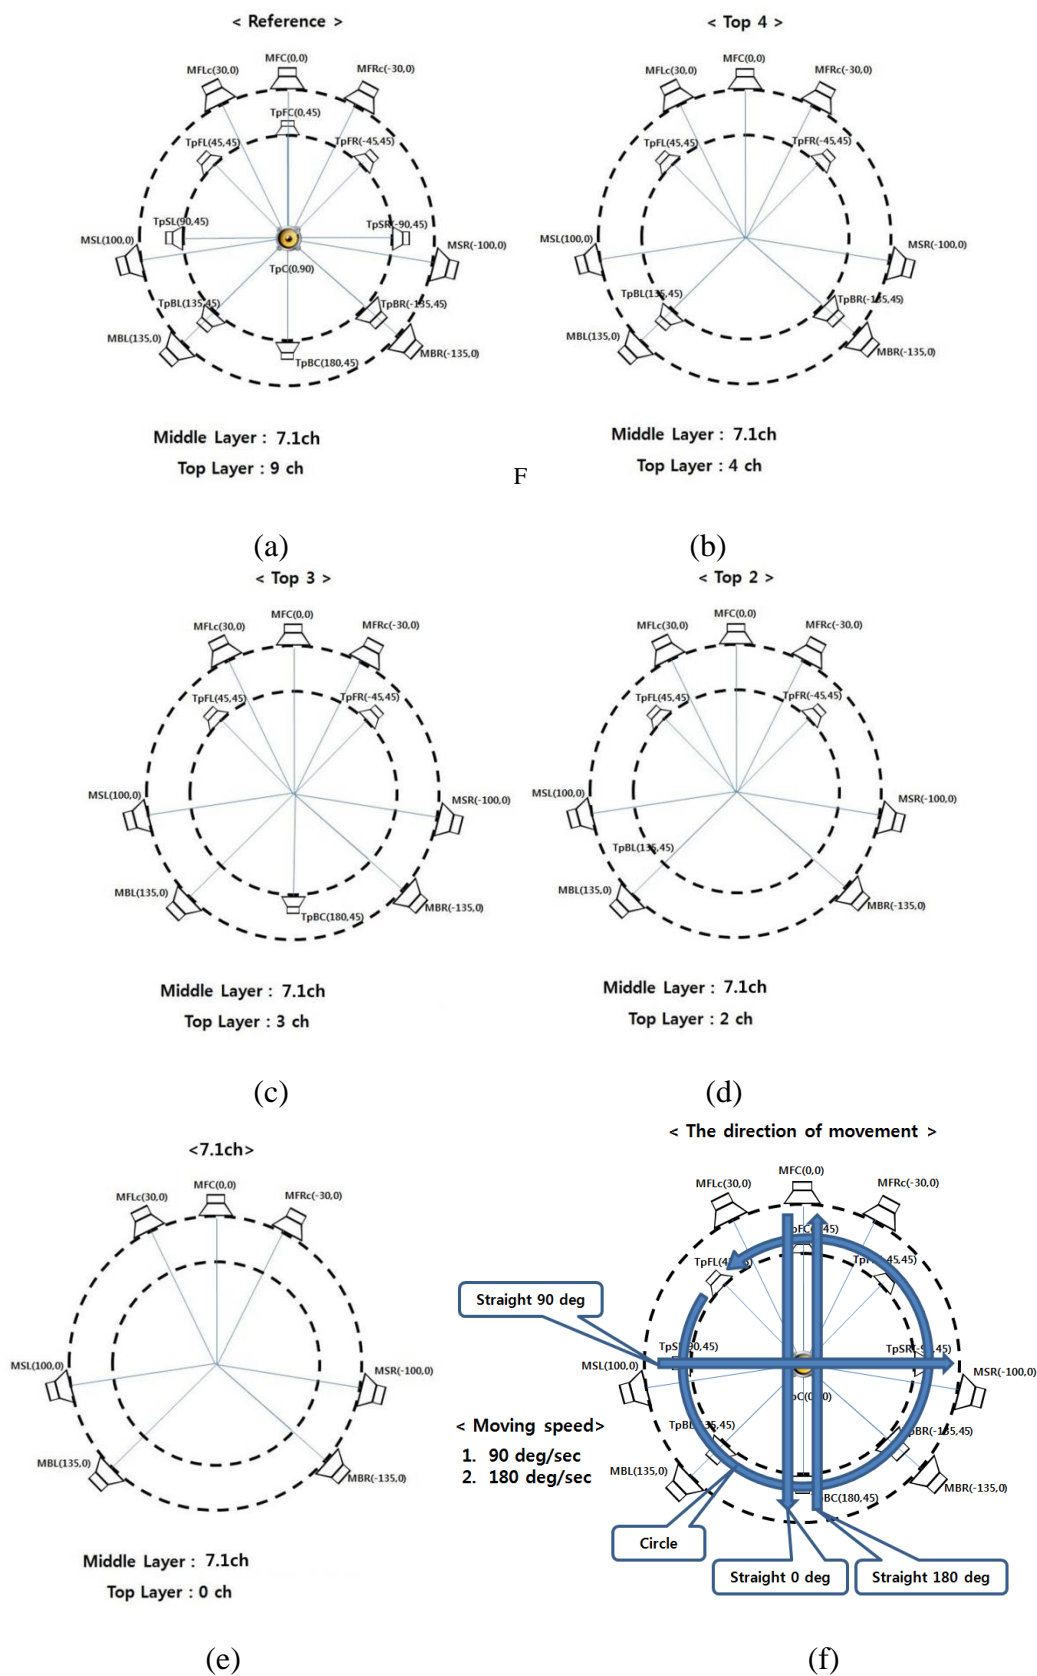 < Reference >
MFC(0,0)
MFLc(30,0)
MFRc(-30,0)
TpFC(0,45)
TpFL(45,45)
TpFR(-45,45)
TpSL(90,45)
TpSR(-90,45)
MSL(100,0)
MSR(-100,0)
TpC(0,90)
TpBL(135,45)
TpBR(-135,45)
MBL(135,0)
MBR(-135,0)
TpBC(180,45)
Middle Layer : 7.1ch
Top Layer : 9 ch
(a)
< Top 4 >
MFC(0,0)
MFLc(30,0)
MFRc(-30,0)
TpFL(45,45)
TpFR(-45,45)
MSL(100,0)
MSR(-100,0)
TpBL(135,45)
TpBR(-135,45)
MBL(135,0)
MBR(-135,0)
Middle Layer : 7.1ch
Top Layer : 4 ch
F
(b)
< Top 3 >
MFC(0,0)
MFLc(30,0)
MFRc(-30,0)
TpFL(45,45)
TpFR(-45,45)
MSL(100,0)
MSR(-100,0)
MBL(135,0)
MBR(-135,0)
TpBC(180,45)
Middle Layer : 7.1ch
Top Layer : 3 ch
(c)
< Top 2 >
MFC(0,0)
MFLc(30,0)
MFRc(-30,0)
TpFL(45,45)
TpFR(-45,45)
MSL(100,0)
MSR(-100,0)
TpBL(135,45)
MBL(135,0)
MBR(-135,0)
Middle Layer : 7.1ch
Top Layer : 2 ch
(d)
<7.1ch>
MFC(0,0)
MFLc(30,0)
MFRc(-30,0)
MSL(100,0)
MSR(-100,0)
MBL(135,0)
MBR(-135,0)
Middle Layer : 7.1ch
Top Layer : 0 ch
(e)
< The direction of movement >
MFC(0,0)
MFLc(30,0)
MFRc(-30,0)
Straight 90 deg
MSL(100,0)
MSR(-100,0)
< Moving speed>
1. 90 deg/sec
2. 180 deg/sec
MBL(135,0)
MBR(-135,0)
Circle
Straight 0 deg
Straight 180 deg
(f)